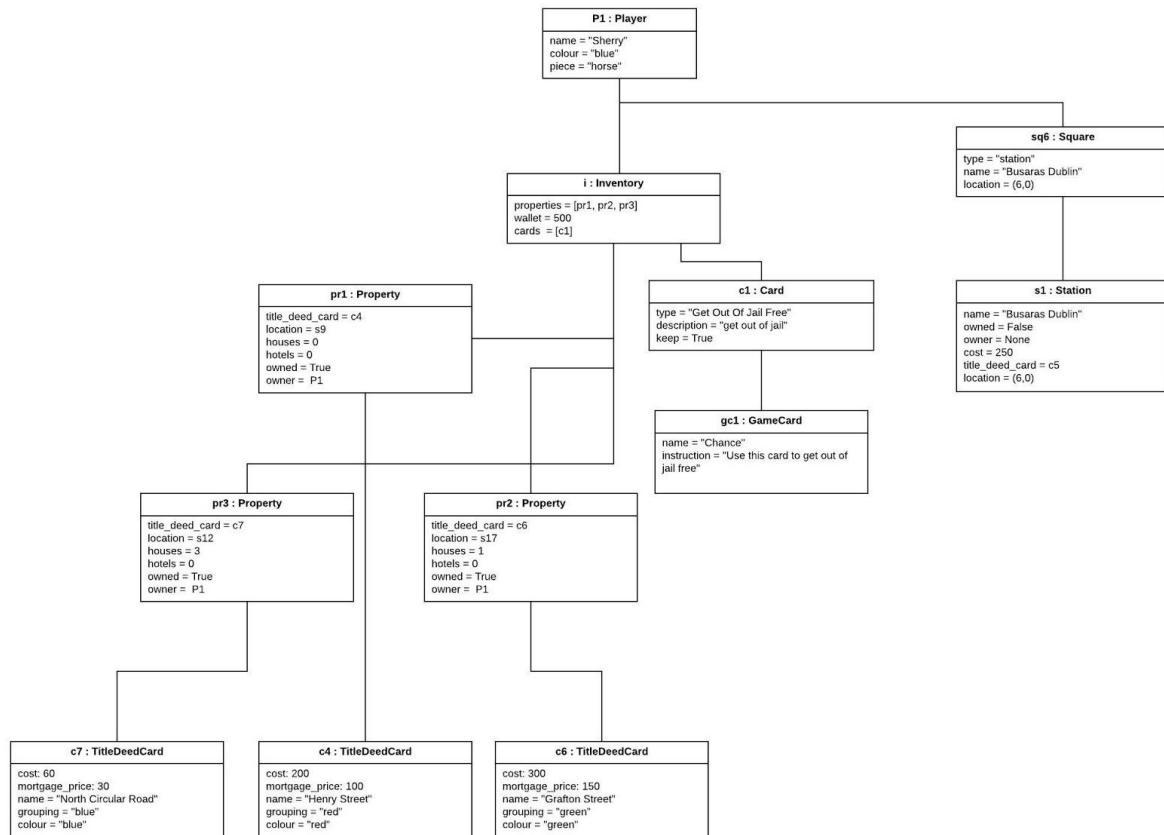 P1 : Player
name = "Sherry"
colour = "blue"
piece = "horse"
sq6 : Square
type = "station"
name = "Busaras Dublin"
location = (6,0)
i : Inventory
properties = [pr1, pr2, pr3]
wallet = 500
cards = [c1]
pr1 : Property
title_deed_card = c4
location = s9
houses = 0
hotels = 0
owned = True
owner = P1
c1 : Card
type = "Get Out Of Jail Free"
description = "get out of jail"
keep = True
s1 : Station
name = "Busaras Dublin"
owned = False
owner = None
cost = 250
title_deed_card = c5
location = (6,0)
gc1 : GameCard
name = "Chance"
instruction = "Use this card to get out of
jail free"
pr3 : Property
title_deed_card = c7
location = s12
houses = 3
hotels = 0
owned = True
owner = P1
pr2 : Property
title_deed_card = c6
location = s17
houses = 1
hotels = 0
owned = True
owner = P1
c7 : TitleDeedCard
cost: 60
mortgage_price: 30
name = "North Circular Road"
grouping = "blue"
colour = "blue"
c4 : TitleDeedCard
cost: 200
mortgage_price: 100
name = "Henry Street"
grouping = "red"
colour = "red"
c6 : TitleDeedCard
cost: 300
mortgage_price: 150
name = "Grafton Street"
grouping = "green"
colour = "green"